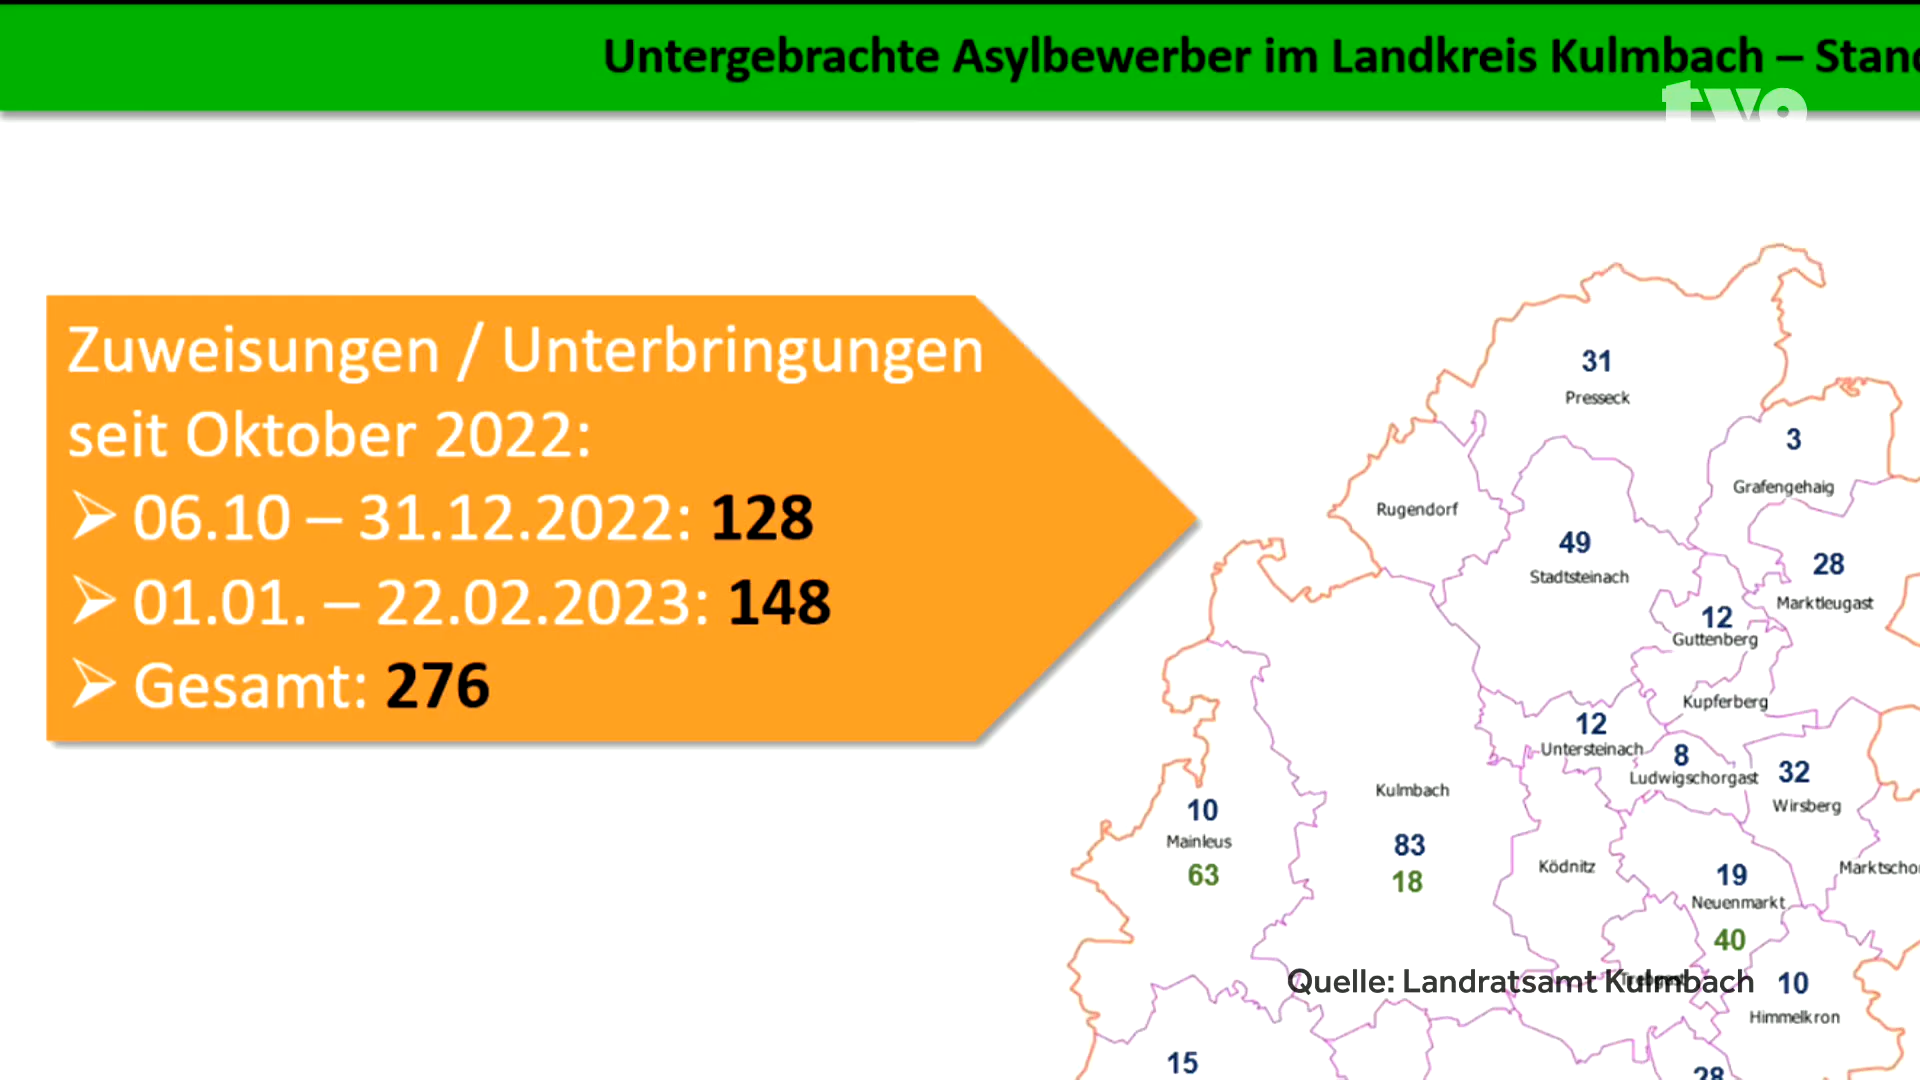 Untergebrachte Asylbewerber im Landkreis Kulmbach – Stand
tvo
Zuweisungen / Unterbringungen
seit Oktober 2022:
➢ 06.10 – 31.12.2022: 128
➢ 01.01. – 22.02.2023: 148
➢ Gesamt: 276
31
Presseck
3
Grafengehaig
Rugendorf
49
Stadtsteinach
28
Marktleugast
12
Guttenberg
Kupferberg
12
Untersteinach
8
Ludwigschorgast
32
Wirsberg
Kulmbach
83
18
10
Mainleus
63
Ködnitz
Marktscho
19
Neuenmarkt
40
Quelle: Landratsamt Kulmbach
10
Himmelkron
15
28